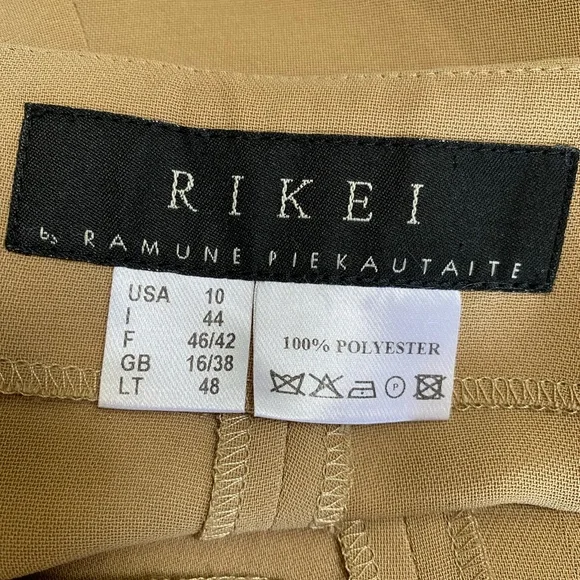 RIKEI
by RAMUNE PIEKAUTAITE
USA 10
I 44
F 46/42
GB 16/38
LT 48
100% POLYESTER
P